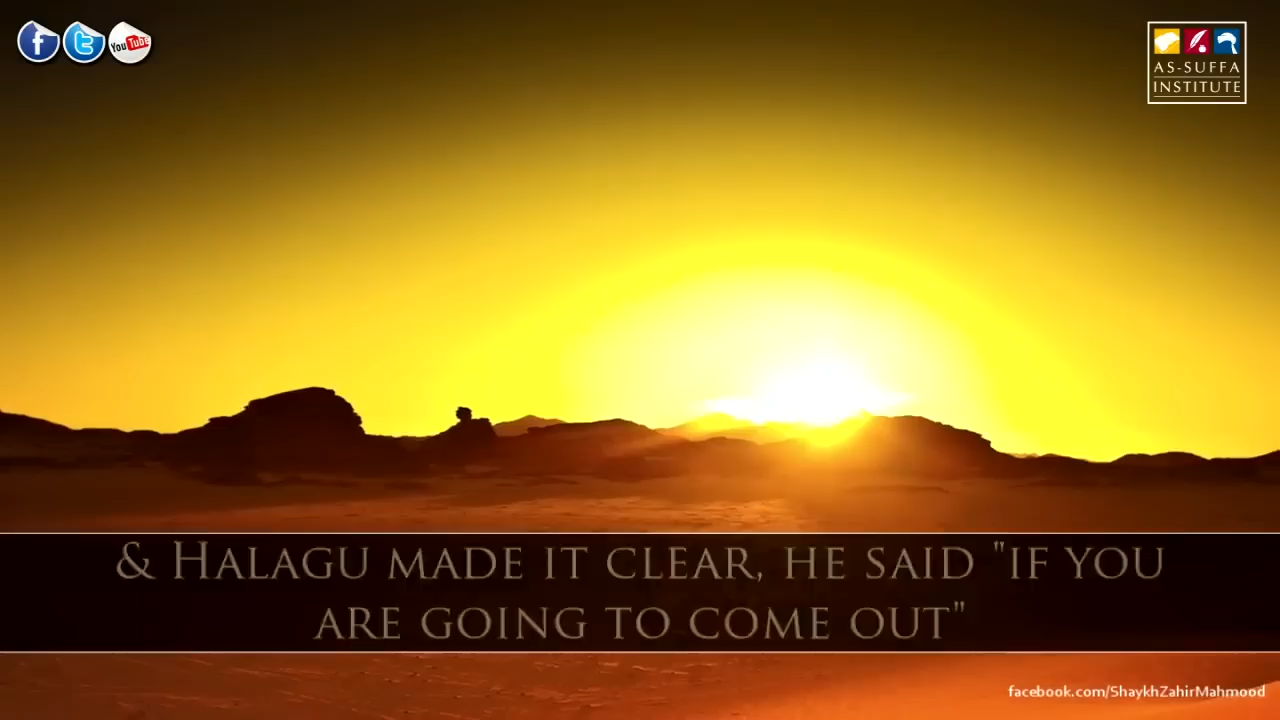 f
t
YouTube
AS-SUFFA
INSTITUTE
& HALAGU MADE IT CLEAR, HE SAID "IF YOU
ARE GOING TO COME OUT"
facebook.com/ShaykhZahirMahmood